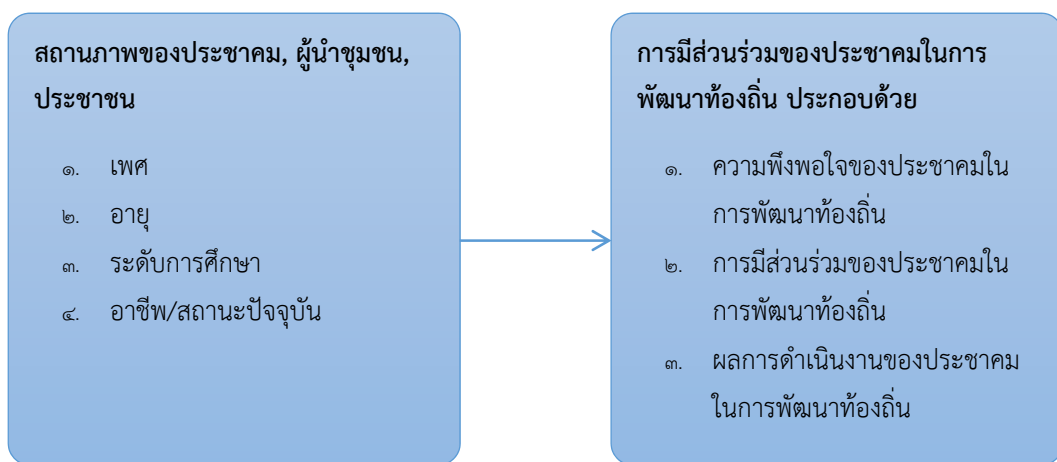 สถานภาพของประชาคม, ผู้นำชุมชน,
ประชาชน
๑. เพศ
๒. อายุ
๓. ระดับการศึกษา
๔. อาชีพ/สถานะปัจจุบัน
การมีส่วนร่วมของประชาคมในการ
พัฒนาท้องถิ่น ประกอบด้วย
๑. ความพึงพอใจของประชาคมใน
การพัฒนาท้องถิ่น
๒. การมีส่วนร่วมของประชาคมใน
การพัฒนาท้องถิ่น
๓. ผลการดำเนินงานของประชาคม
ในการพัฒนาท้องถิ่น